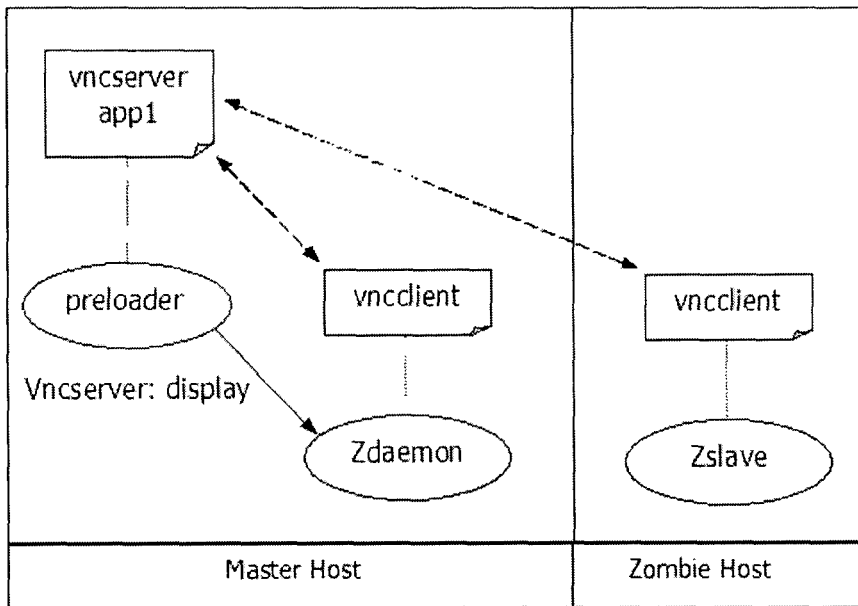 vncserver
app1
preloader
vncclient
vncclient
Vncserver: display
Zdaemon
Zslave
Master Host
Zombie Host